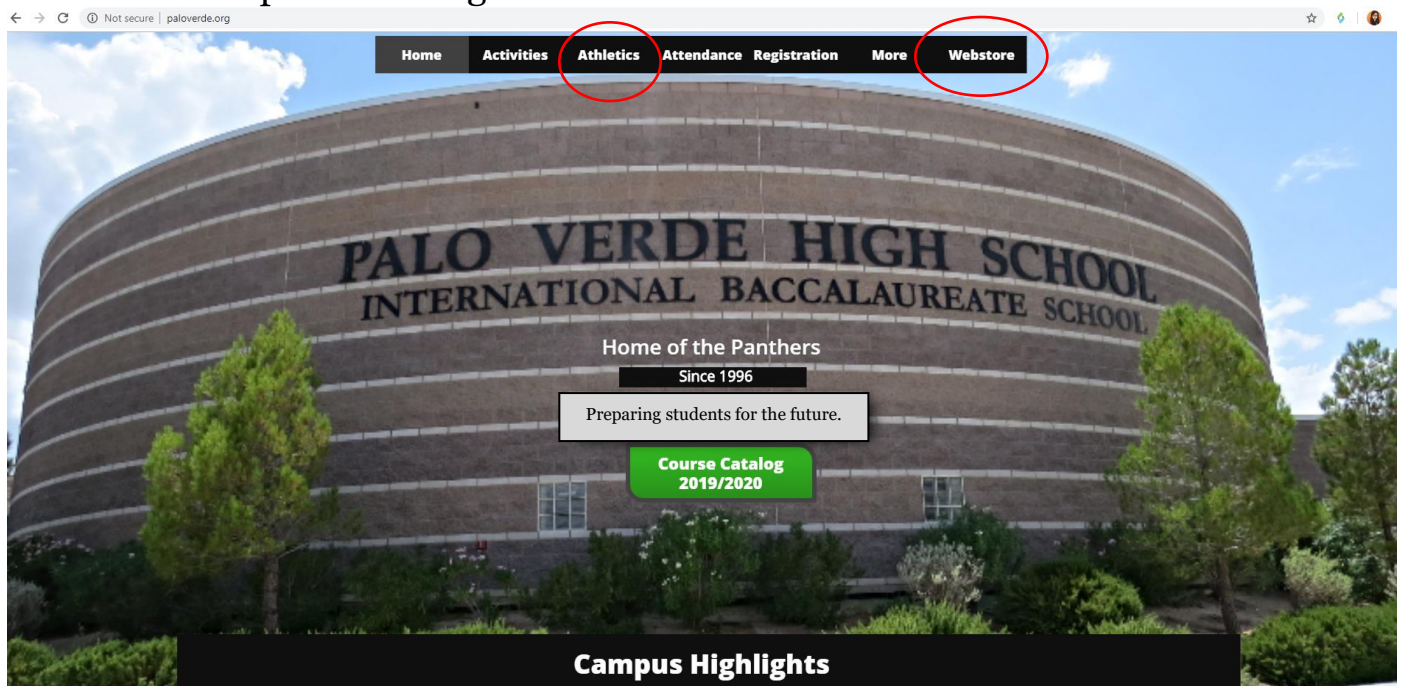 Not secure | paloverde.org
Home Activities Athletics Attendance Registration More Webstore
PALO VERDE HIGH SCHOOL
INTERNATIONAL BACCALAUREATE SCHOOL
Home of the Panthers
Since 1996
Preparing students for the future.
Course Catalog
2019/2020
Campus Highlights